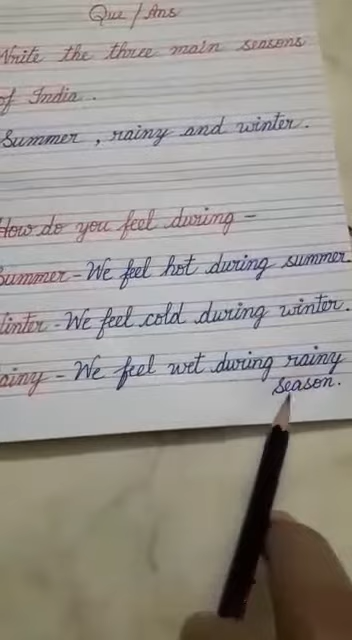 Que/Ans
Write the three main seasons
of India.
Summer, rainy and winter.
How do you feel during -
Summer - We feel hot during summer.
Winter - We feel cold during winter.
Rainy - We feel wet during rainy
season.